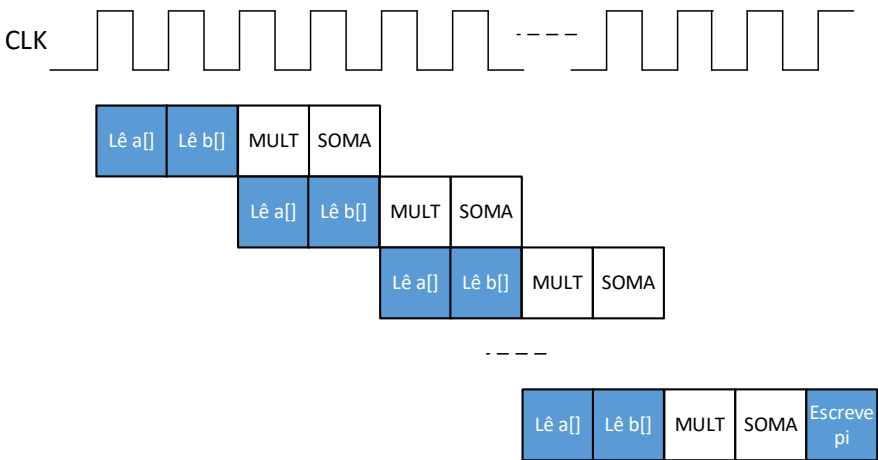 CLK
Lê a[] Lê b[] MULT SOMA
Lê a[] Lê b[] MULT SOMA
Lê a[] Lê b[] MULT SOMA
Lê a[] Lê b[] MULT SOMA Escreve
pi